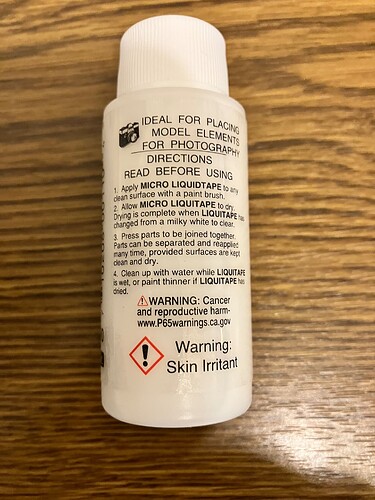 IDEAL FOR PLACING
MODEL ELEMENTS
FOR PHOTOGRAPHY
DIRECTIONS
READ BEFORE USING
1. Apply MICRO LIQUIDTAPE to any
clean surface with a paint brush.
2. Allow MICRO LIQUITAPE to dry.
Drying is complete when LIQUITAPE has
changed from a milky white to clear.
3. Press parts to be joined together.
Parts can be separated and reapplied
many time, provided surfaces are kept
clean and dry.
4. Clean up with water while LIQUITAPE
is wet, or paint thinner if LIQUITAPE has
dried.
WARNING: Cancer
and reproductive harm-
www.P65warnings.ca.gov
Warning:
Skin Irritant